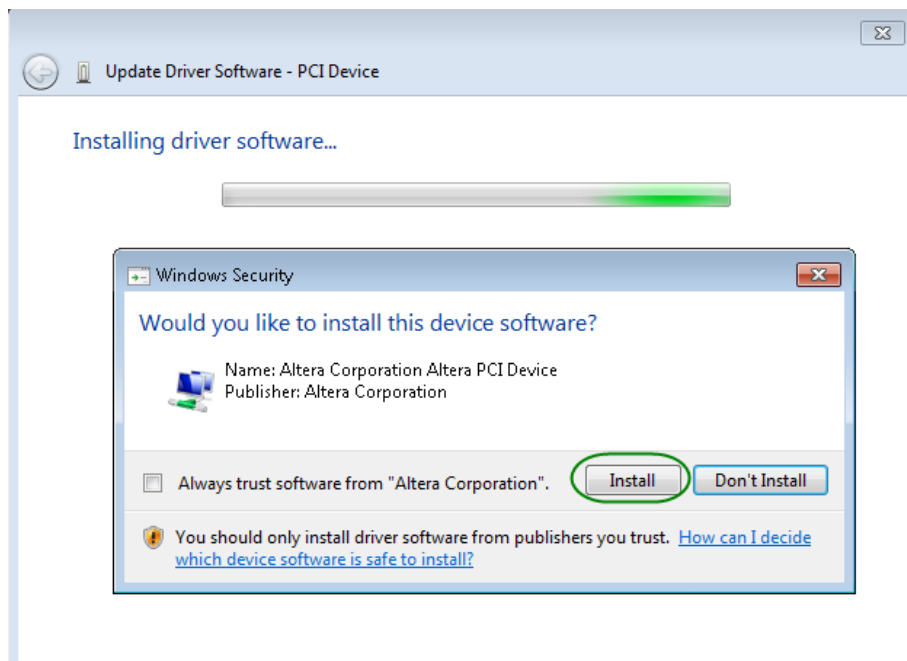 Update Driver Software - PCI Device
Installing driver software...
Windows Security
Would you like to install this device software?
Name: Altera Corporation Altera PCI Device
Publisher: Altera Corporation
Always trust software from "Altera Corporation".
Install
Don't Install
You should only install driver software from publishers you trust. How can I decide
which device software is safe to install?